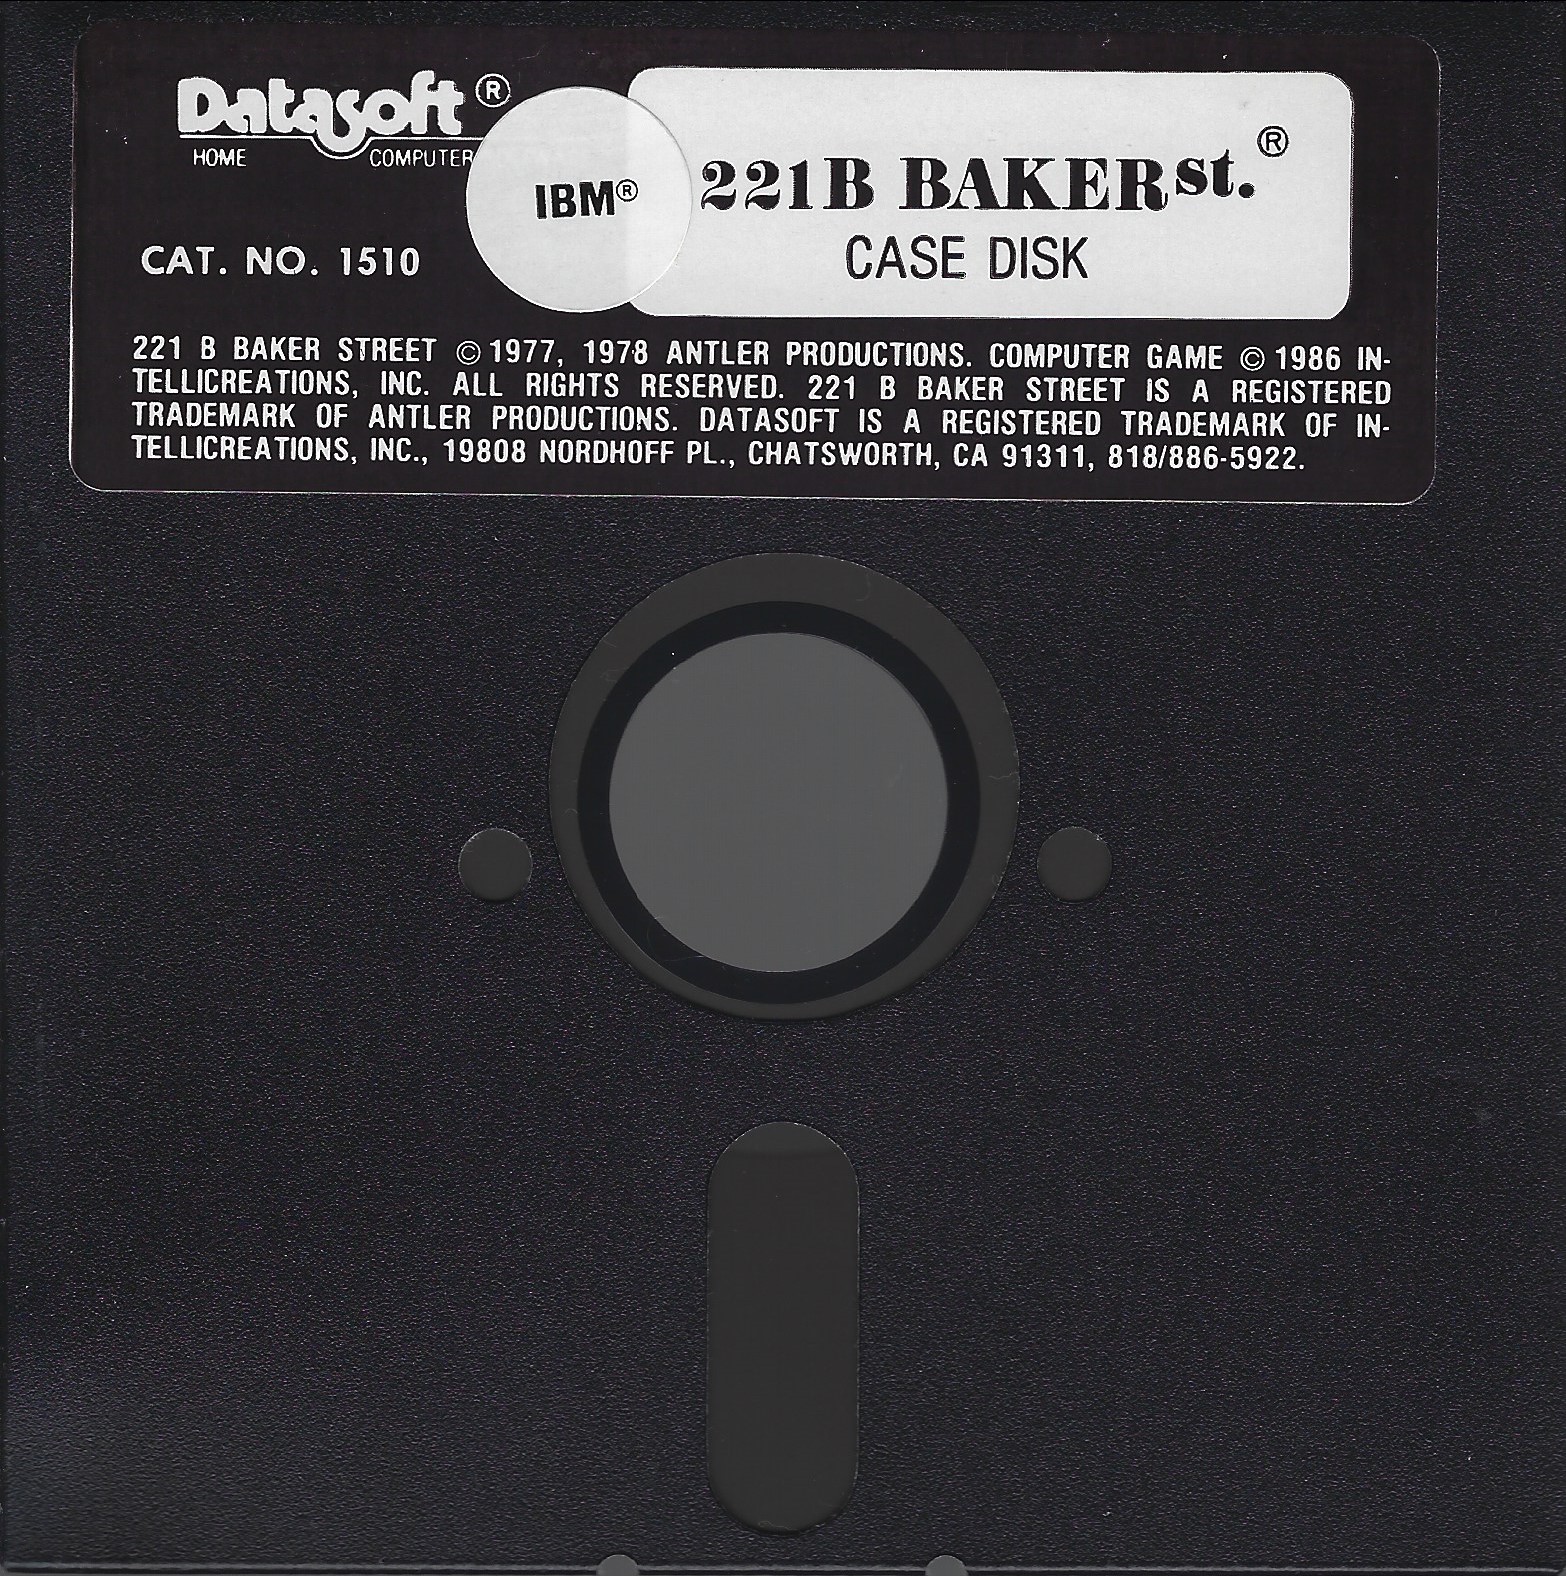 Datasoft®
HOME COMPUTER
IBM®
221B BAKER st.®
CASE DISK
CAT. NO. 1510
221 B BAKER STREET © 1977, 1978 ANTLER PRODUCTIONS. COMPUTER GAME © 1986 IN-
TELLICREATIONS, INC. ALL RIGHTS RESERVED. 221 B BAKER STREET IS A REGISTERED
TRADEMARK OF ANTLER PRODUCTIONS. DATASOFT IS A REGISTERED TRADEMARK OF IN-
TELLICREATIONS, INC., 19808 NORDHOFF PL., CHATSWORTH, CA 91311, 818/886-5922.